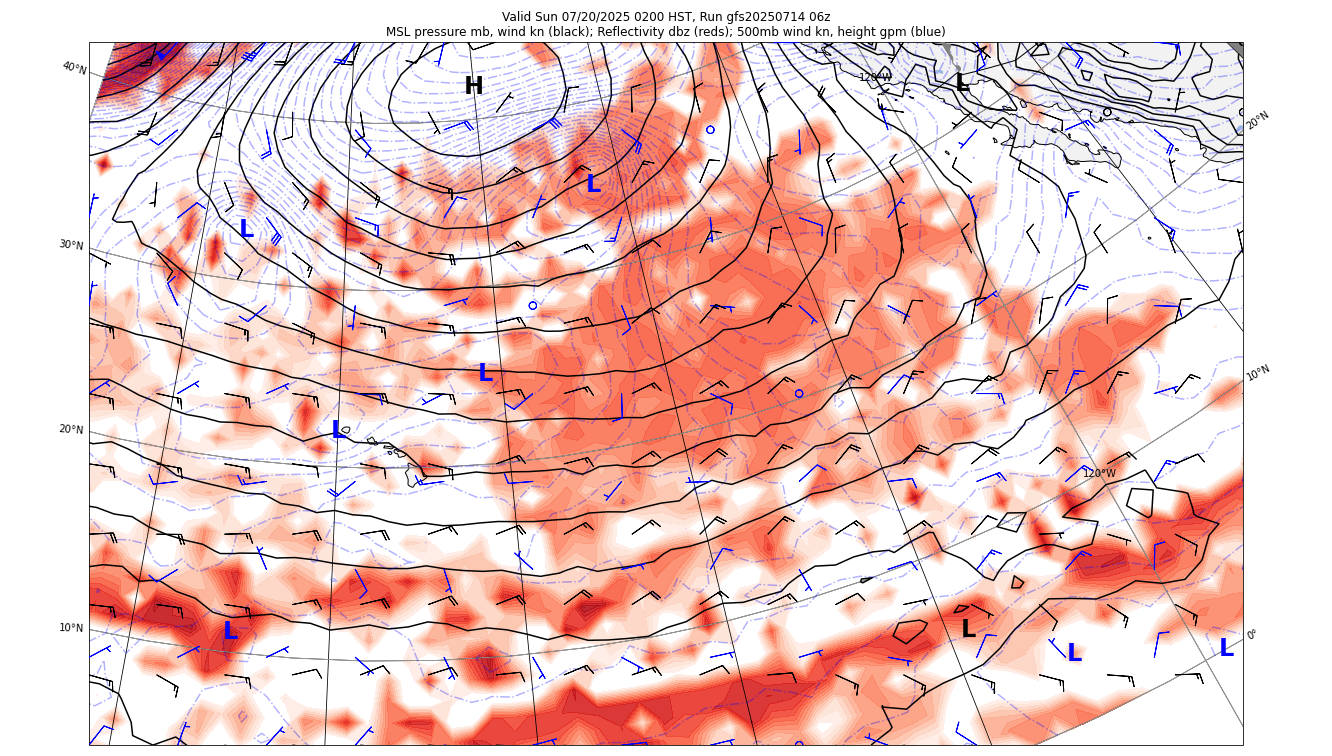 Valid Sun 07/20/2025 0200 HST, Run gfs20250714 06z
MSL pressure mb, wind kn (black); Reflectivity dbz (reds); 500mb wind kn, height gpm (blue)
40°N
H
120°W
L
20°N
L
L
30°N
L
10°N
L
20°N
120°W
10°N
L
L
0°
L
L